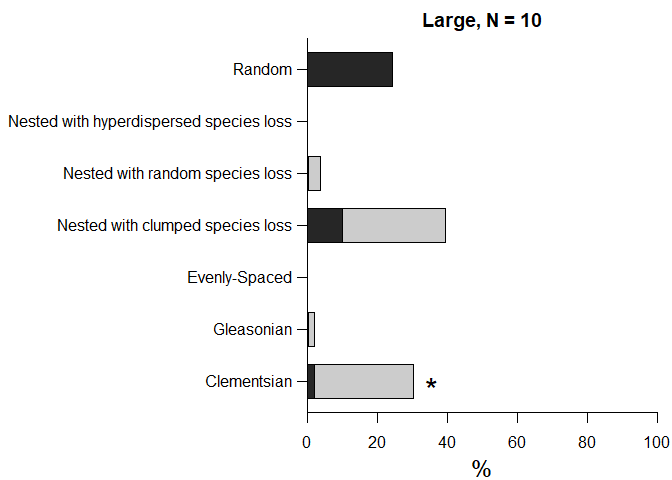 Large, N = 10
Random
Nested with hyperdispersed species loss
Nested with random species loss
Nested with clumped species loss
Evenly-Spaced
Gleasonian
Clementsian
*
0 20 40 60 80 100
%